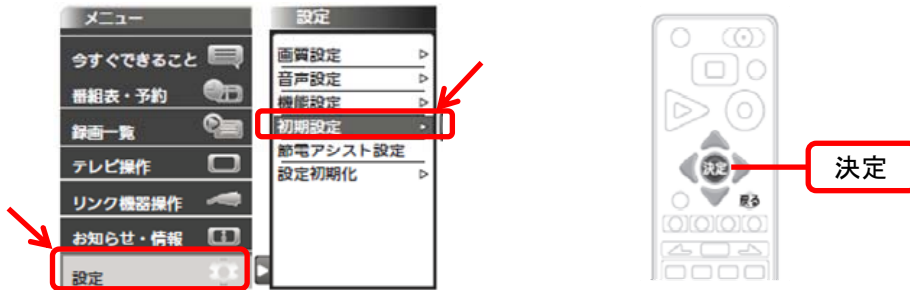 メニュー
今すぐできること
番組表・予約
録画一覧
テレビ操作
リンク機器操作
お知らせ・情報
設定
設定
画質設定
音声設定
機能設定
初期設定
節電アシスト設定
設定初期化
決定
戻る
決定